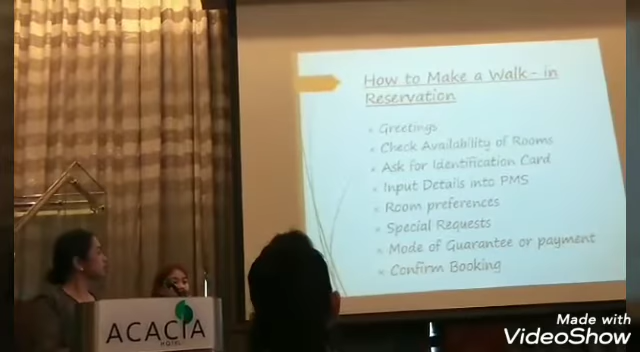 How to Make a Walk-in
Reservation
Greetings
Check Availability of Rooms
Ask for Identification Card
Input Details into PMS
Room preferences
Special Requests
Mode of Guarantee or payment
Confirm Booking
ACACIA
HOTEL
Made with
VideoShow